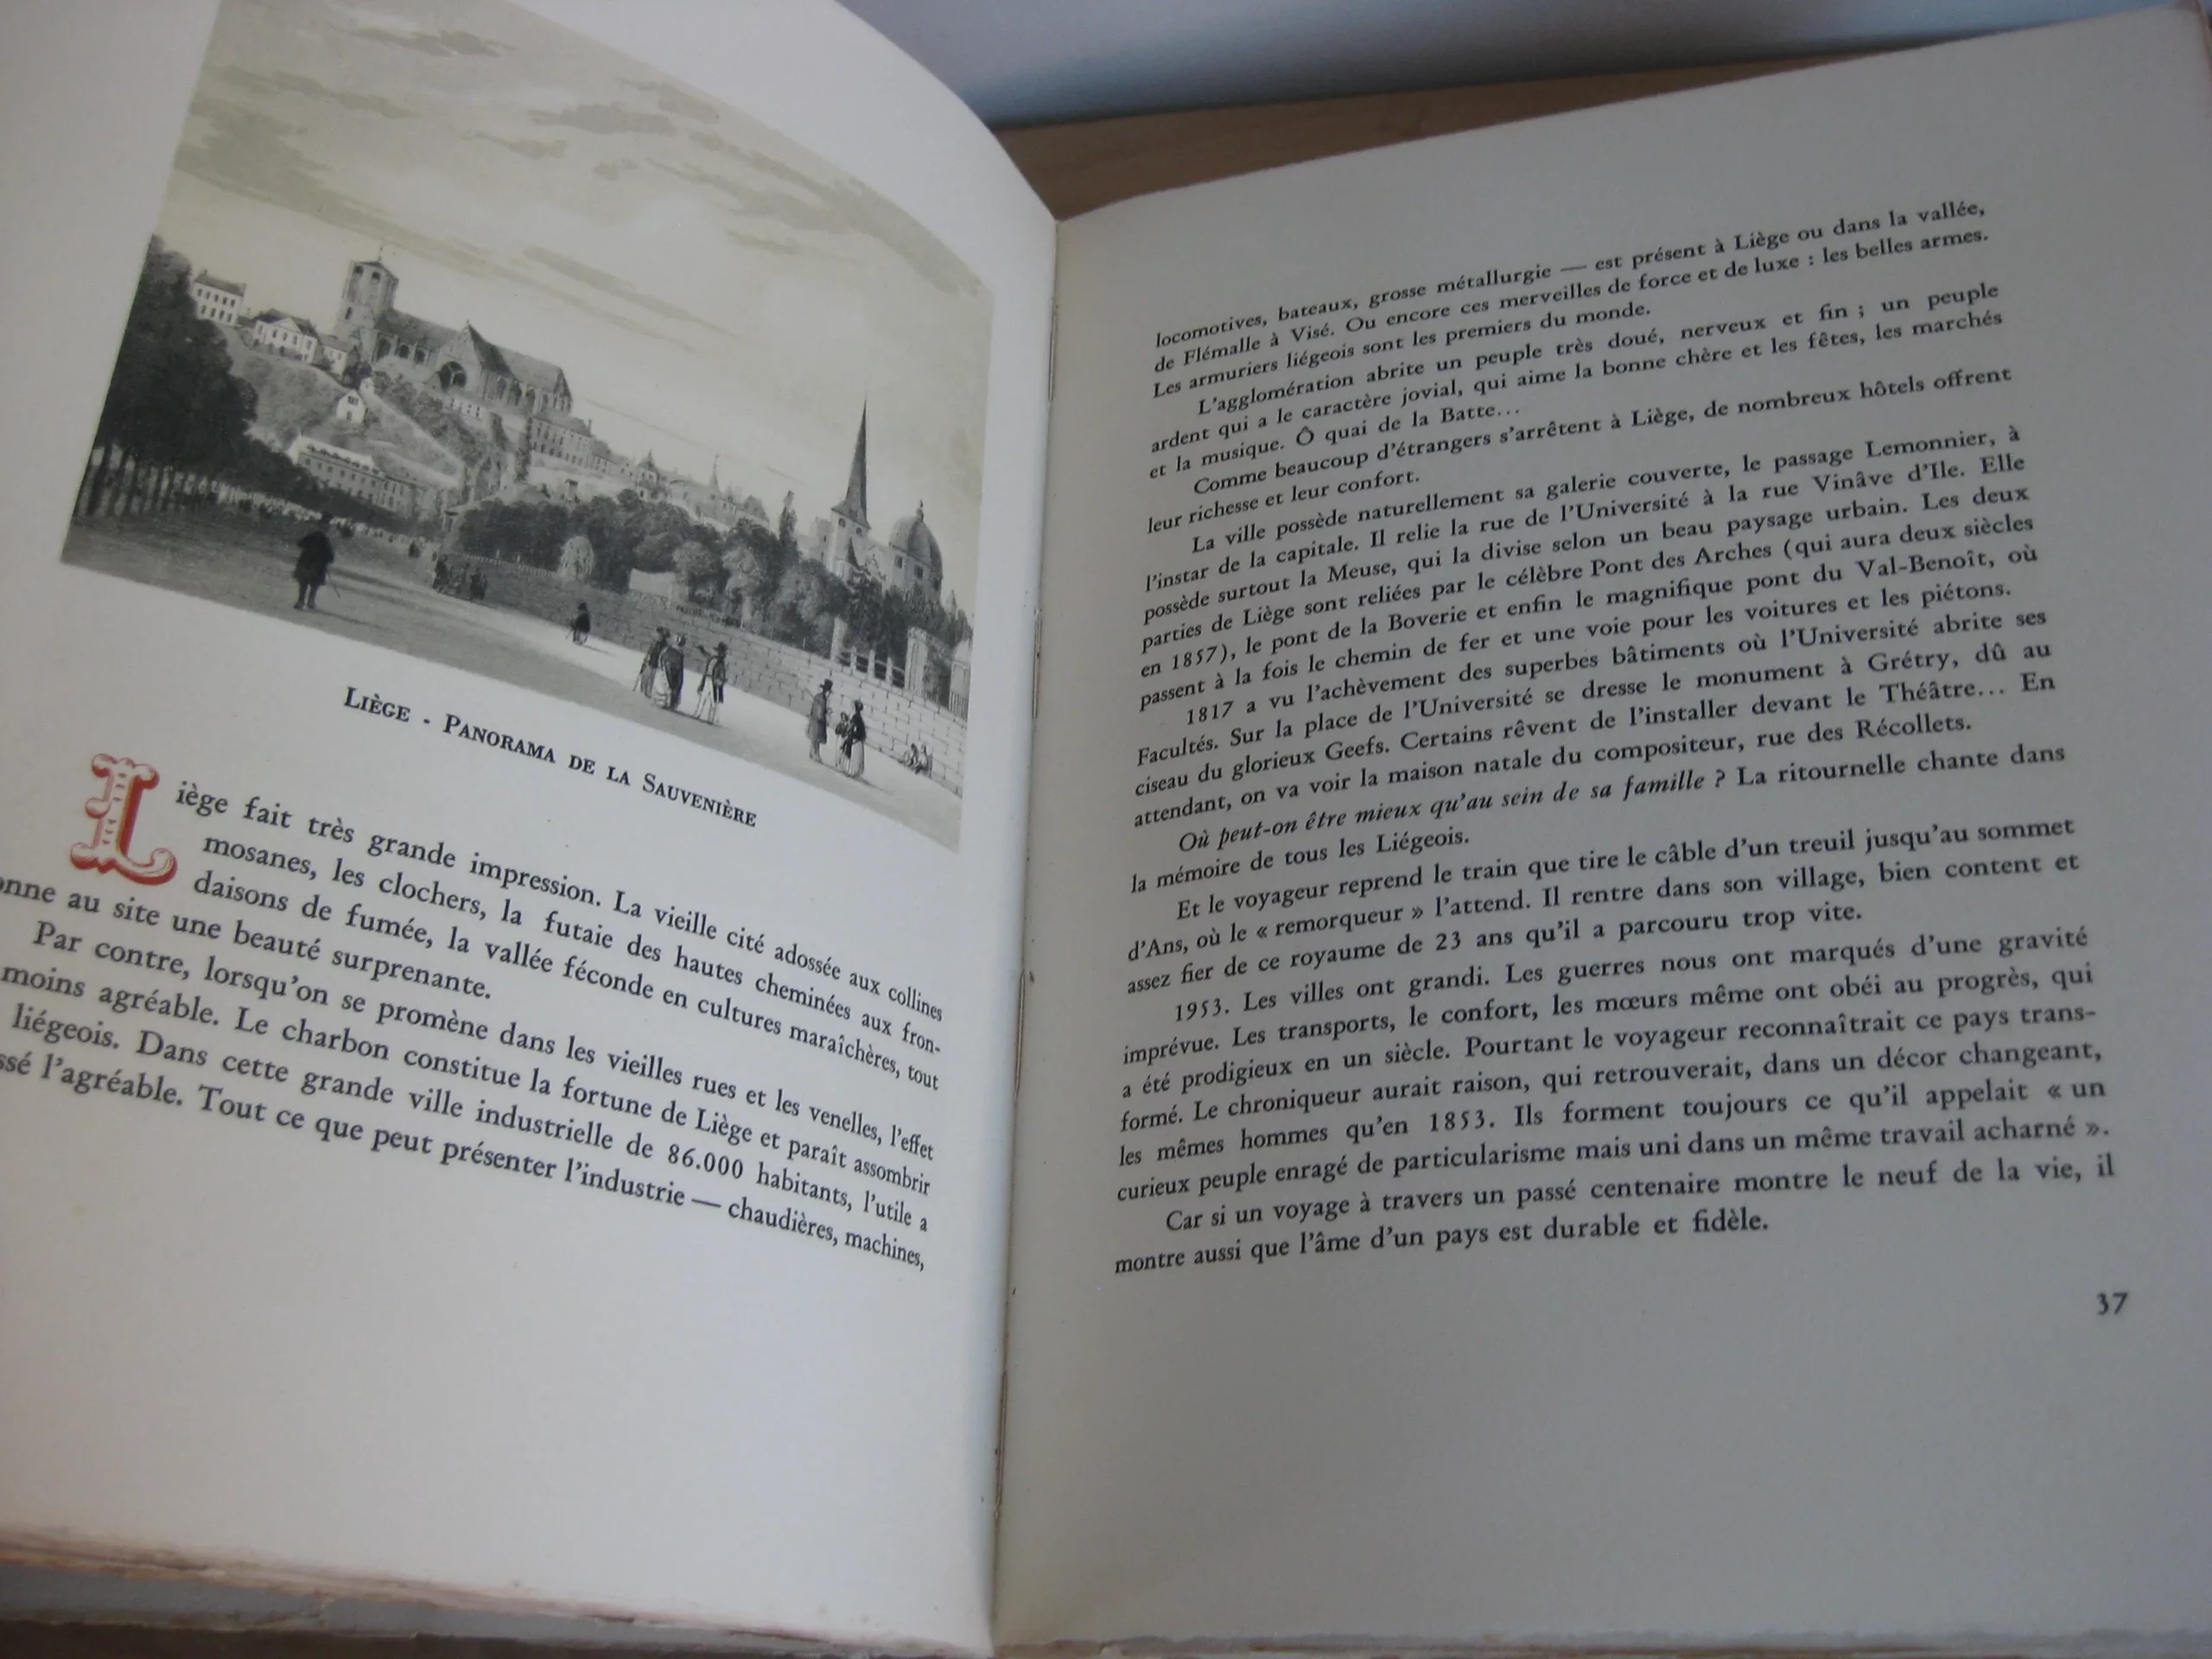 LIÈGE - PANORAMA DE LA SAUVENIÈRE
Liège fait très grande impression. La vieille cité adossée aux collines
mosanes, les clochers, la futaie des hautes cheminées aux fron-
daisons de fumée, la vallée féconde en cultures maraîchères, tout
onne au site une beauté surprenante.
Par contre, lorsqu'on se promène dans les vieilles rues et les venelles, l'effet
moins agréable. Le charbon constitue la fortune de Liège et paraît assombrir
liégeois. Dans cette grande ville industrielle de 86.000 habitants, l'utile a
ssé l'agréable. Tout ce que peut présenter l'industrie — chaudières, machines,
locomotives, bateaux, grosse métallurgie — est présent à Liège ou dans la vallée,
de Flémalle à Visé. Ou encore ces merveilles de force et de luxe : les belles armes.
Les armuriers liégeois sont les premiers du monde.
L'agglomération abrite un peuple très doué, nerveux et fin ; un peuple
ardent qui a le caractère jovial, qui aime la bonne chère et les fêtes, les marchés
et la musique. Ô quai de la Batte...
Comme beaucoup d'étrangers s'arrêtent à Liège, de nombreux hôtels offrent
leur richesse et leur confort.
La ville possède naturellement sa galerie couverte, le passage Lemonnier, à
l'instar de la capitale. Il relie la rue de l'Université à la rue Vinâve d'Ile. Elle
possède surtout la Meuse, qui la divise selon un beau paysage urbain. Les deux
parties de Liège sont reliées par le célèbre Pont des Arches (qui aura deux siècles
en 1857), le pont de la Boverie et enfin le magnifique pont du Val-Benoît, où
passent à la fois le chemin de fer et une voie pour les voitures et les piétons.
1817 a vu l'achèvement des superbes bâtiments où l'Université abrite ses
Facultés. Sur la place de l'Université se dresse le monument à Grétry, dû au
ciseau du glorieux Geefs. Certains rêvent de l'installer devant le Théâtre... En
attendant, on va voir la maison natale du compositeur, rue des Récollets.
Où peut-on être mieux qu'au sein de sa famille ? La ritournelle chante dans
la mémoire de tous les Liégeois.
Et le voyageur reprend le train que tire le câble d'un treuil jusqu'au sommet
d'Ans, où le « remorqueur » l'attend. Il rentre dans son village, bien content et
assez fier de ce royaume de 23 ans qu'il a parcouru trop vite.
1953. Les villes ont grandi. Les guerres nous ont marqués d'une gravité
imprévue. Les transports, le confort, les mœurs même ont obéi au progrès, qui
a été prodigieux en un siècle. Pourtant le voyageur reconnaîtrait ce pays trans-
formé. Le chroniqueur aurait raison, qui retrouverait, dans un décor changeant,
les mêmes hommes qu'en 1853. Ils forment toujours ce qu'il appelait « un
curieux peuple enragé de particularisme mais uni dans un même travail acharné ».
Car si un voyage à travers un passé centenaire montre le neuf de la vie, il
montre aussi que l'âme d'un pays est durable et fidèle.
37